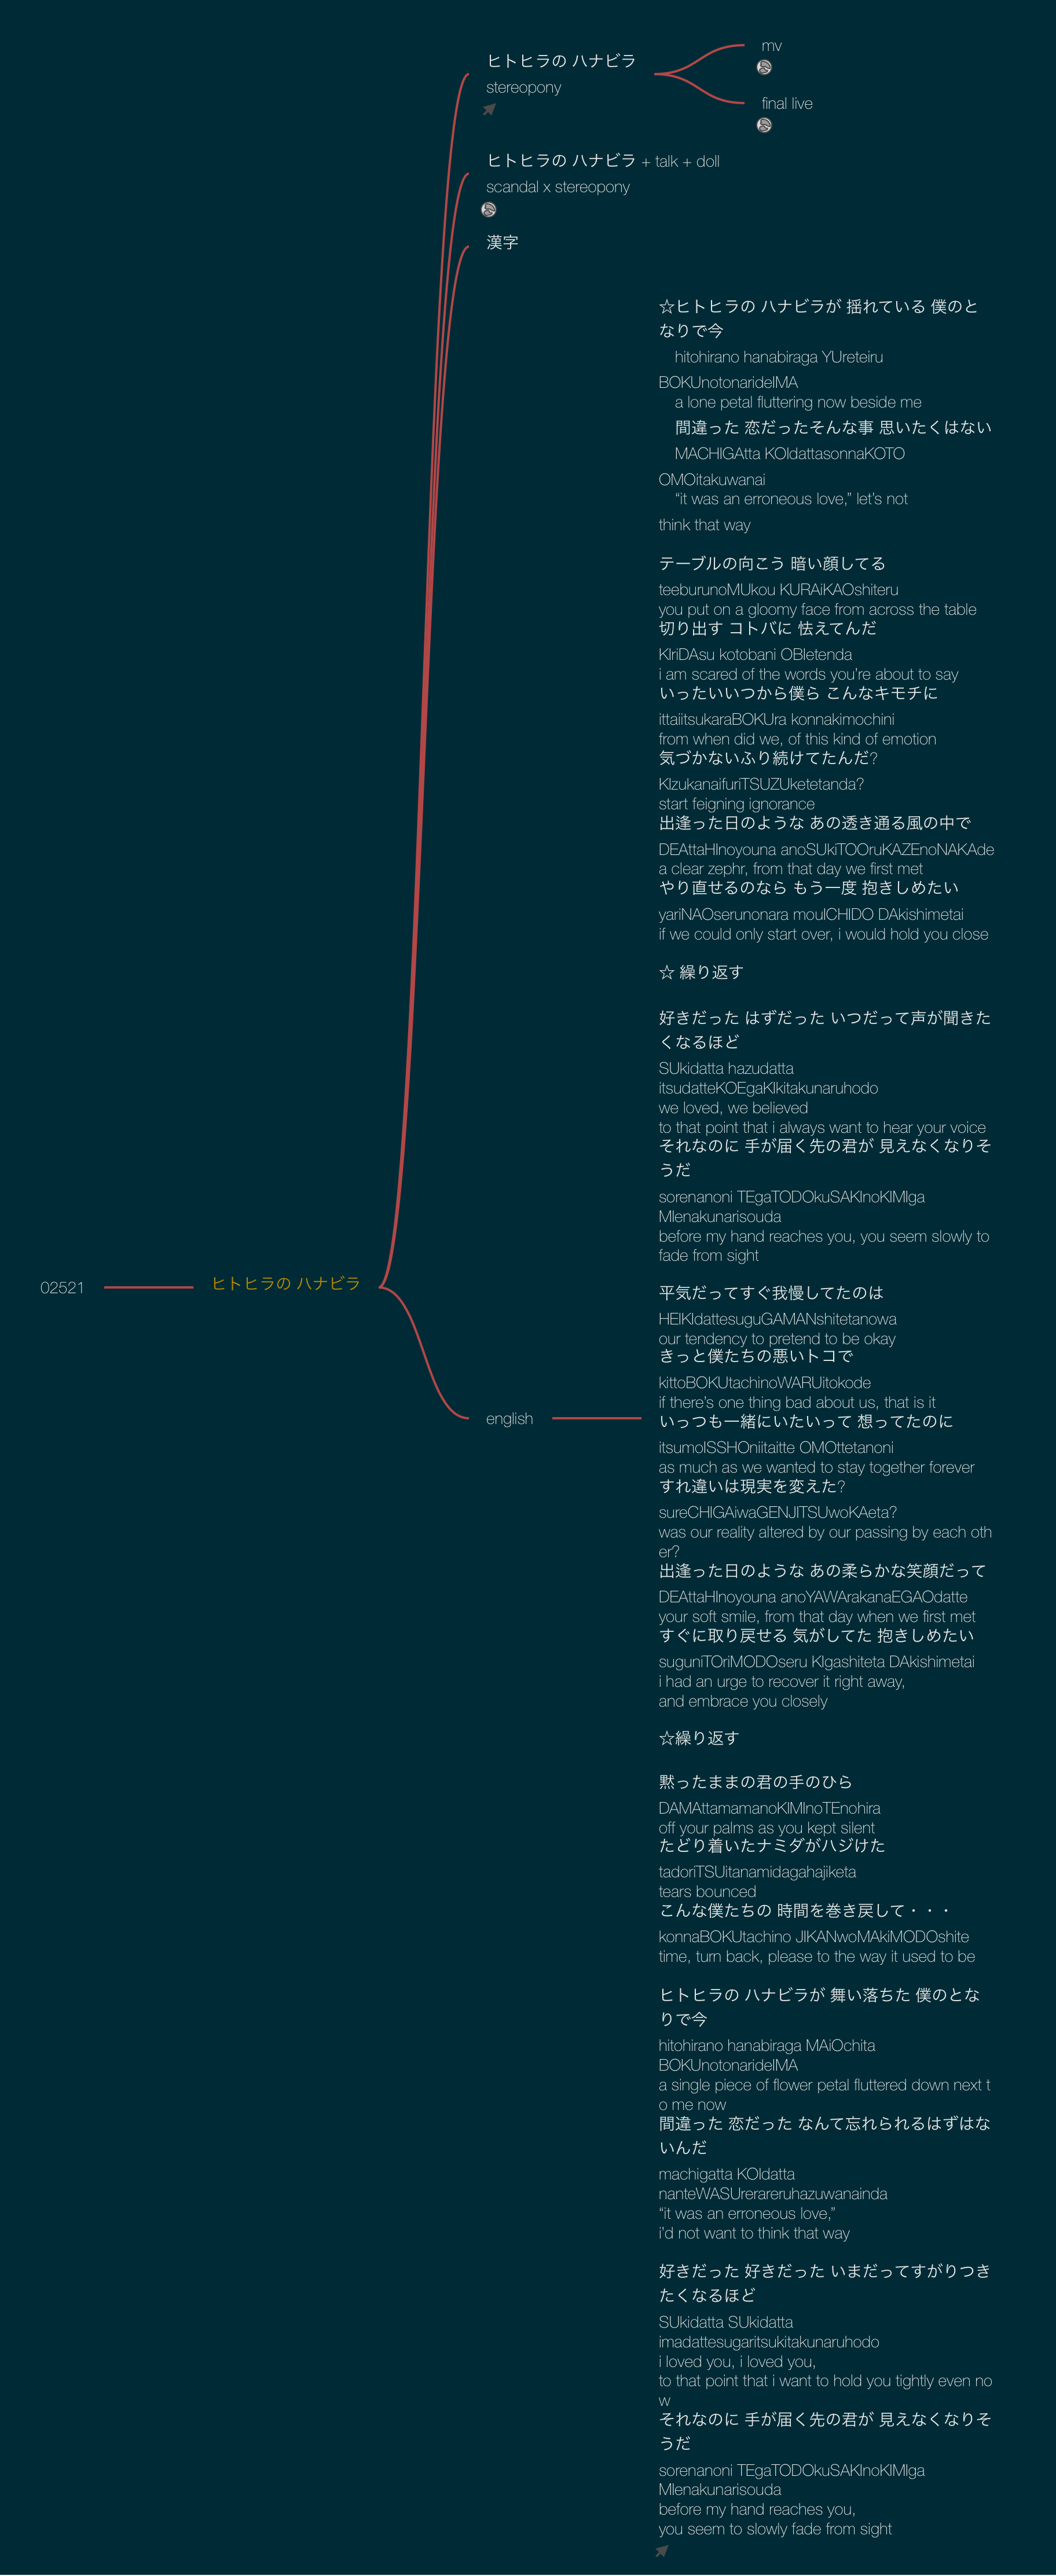 ヒトヒラの ハナビラ
stereopony
mv
final live
ヒトヒラの ハナビラ + talk + doll
scandal x stereopony
漢字
02521
ヒトヒラの ハナビラ
english
☆ヒトヒラの ハナビラが 揺れている 僕のと
なりで今
hitohirano hanabiraga YUreteiru
BOKUnotonarideIMA
a lone petal fluttering now beside me
間違った 恋だったそんな事 思いたくはない
MACHIGAtta KOIdattasonnaKOTO
OMOitakuwanai
“it was an erroneous love,” let’s not
think that way
テーブルの向こう 暗い顔してる
teeburunoMUkou KURAiKAOshiteru
you put on a gloomy face from across the table
切り出す コトバに 怯えてんだ
KIriDAsu kotobani OBIetenda
i am scared of the words you’re about to say
いったいいつから僕ら こんなキモチに
ittaiitsukaraBOKUra konnakimochini
from when did we, of this kind of emotion
気づかないふり続けてたんだ?
KIzukanaifuriTSUZUketetanda?
start feigning ignorance
出逢った日のような あの透き通る風の中で
DEAttaHInoyouna anoSUkiTOOruKAZEnoNAKAde
a clear zephr, from that day we first met
やり直せるのなら もう一度 抱きしめたい
yariNAOserunonara mouICHIDO DAkishimetai
if we could only start over, i would hold you close
☆ 繰り返す
好きだった はずだった いつだって声が聞きた
くなるほど
SUkidatta hazudatta
itsudatteKOEgaKIkitakunaruhodo
we loved, we believed
to that point that i always want to hear your voice
それなのに 手が届く先の君が 見えなくなりそ
うだ
sorenanoni TEgaTODOkuSAKInoKIMIga
MIenakunarisouda
before my hand reaches you, you seem slowly to
fade from sight
平気だってすぐ我慢してたのは
HEIKIdattesuguGAMANshitetanowa
our tendency to pretend to be okay
きっと僕たちの悪いトコで
kittoBOKUtachinoWARUitokode
if there’s one thing bad about us, that is it
いっつも一緒にいたいって 想ってたのに
itsumoISSHOniitaitte OMOttetanoni
as much as we wanted to stay together forever
すれ違いは現実を変えた?
sureCHIGAiwaGENJITSUwoKAeta?
was our reality altered by our passing by each oth
er?
出逢った日のような あの柔らかな笑顔だって
DEAttaHInoyouna anoYAWArakanaEGAOdatte
your soft smile, from that day when we first met
すぐに取り戻せる 気がしてた 抱きしめたい
suguniTOriMODOseru KIgashiteta DAkishimetai
i had an urge to recover it right away,
and embrace you closely
☆繰り返す
黙ったままの君の手のひら
DAMAttamamanoKIMInoTEnohira
off your palms as you kept silent
たどり着いたナミダがハジけた
tadoriTSUitanamidagahajiketa
tears bounced
こんな僕たちの 時間を巻き戻して・・・
konnaBOKUtachino JIKANwoMAkiMODOshite
time, turn back, please to the way it used to be
ヒトヒラの ハナビラが 舞い落ちた 僕のとな
りで今
hitohirano hanabiraga MAiOchita
BOKUnotonarideIMA
a single piece of flower petal fluttered down next t
o me now
間違った 恋だった なんて忘れられるはずはな
いんだ
machigatta KOIdatta
nanteWASUrerareruhazuwanainda
“it was an erroneous love,”
i’d not want to think that way
好きだった 好きだった いまだってすがりつき
たくなるほど
SUkidatta SUkidatta
imadattesugaritsukitakunaruhodo
i loved you, i loved you,
to that point that i want to hold you tightly even no
w
それなのに 手が届く先の君が 見えなくなりそ
うだ
sorenanoni TEgaTODOkuSAKInoKIMIga
MIenakunarisouda
before my hand reaches you,
you seem to slowly fade from sight